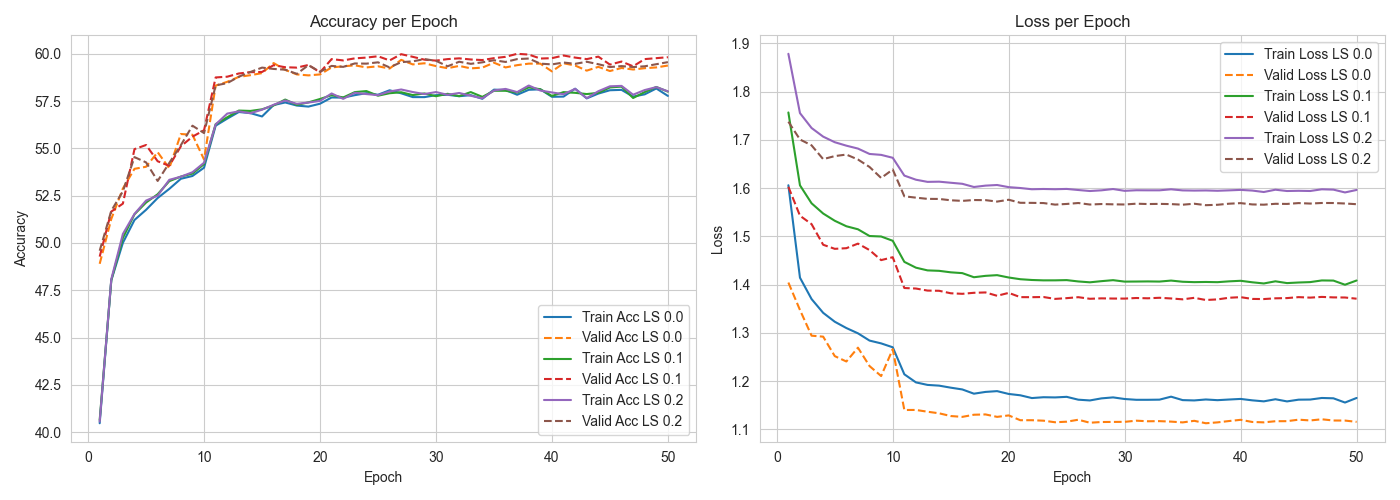 Accuracy per Epoch
60.0
57.5
55.0
52.5
50.0
47.5
45.0
42.5
40.0
Accuracy
0 10 20 30 40 50
Epoch
Train Acc LS 0.0
Valid Acc LS 0.0
Train Acc LS 0.1
Valid Acc LS 0.1
Train Acc LS 0.2
Valid Acc LS 0.2
Loss per Epoch
1.9
1.8
1.7
1.6
1.5
1.4
1.3
1.2
1.1
Loss
0 10 20 30 40 50
Epoch
Train Loss LS 0.0
Valid Loss LS 0.0
Train Loss LS 0.1
Valid Loss LS 0.1
Train Loss LS 0.2
Valid Loss LS 0.2